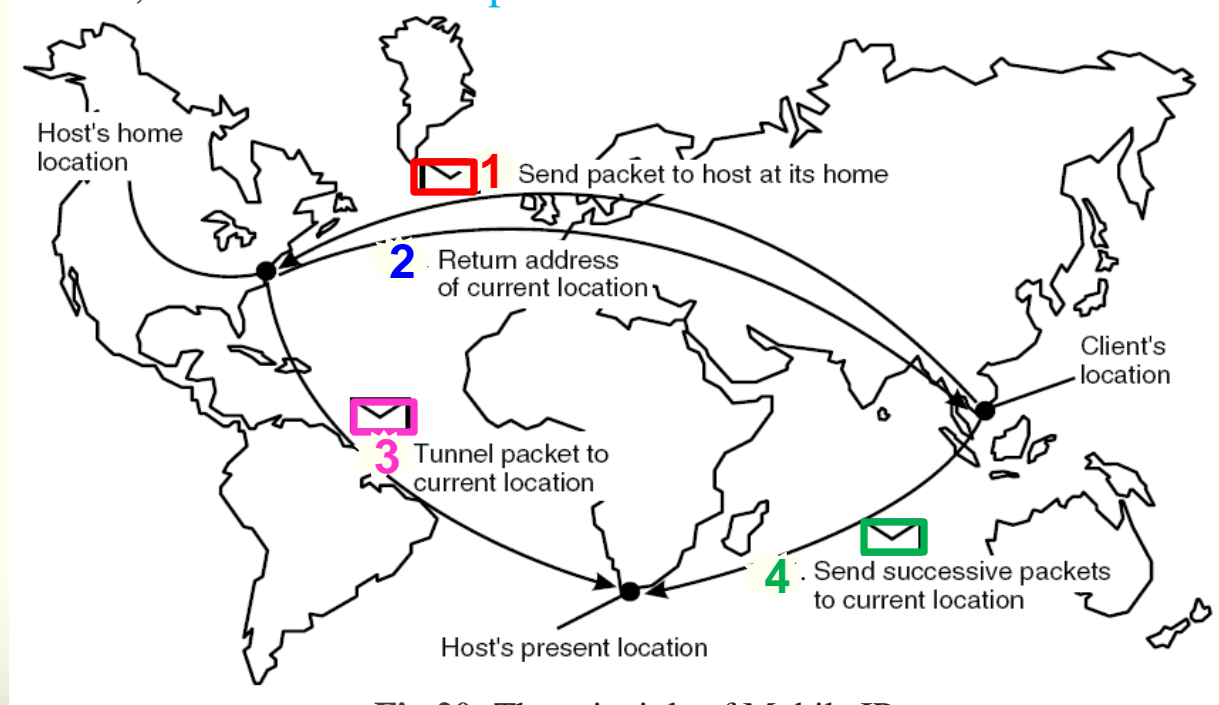 Host's home
location
1 Send packet to host at its home
2 Return address
of current location
Client's
location
3 Tunnel packet to
current location
4 Send successive packets
to current location
Host's present location